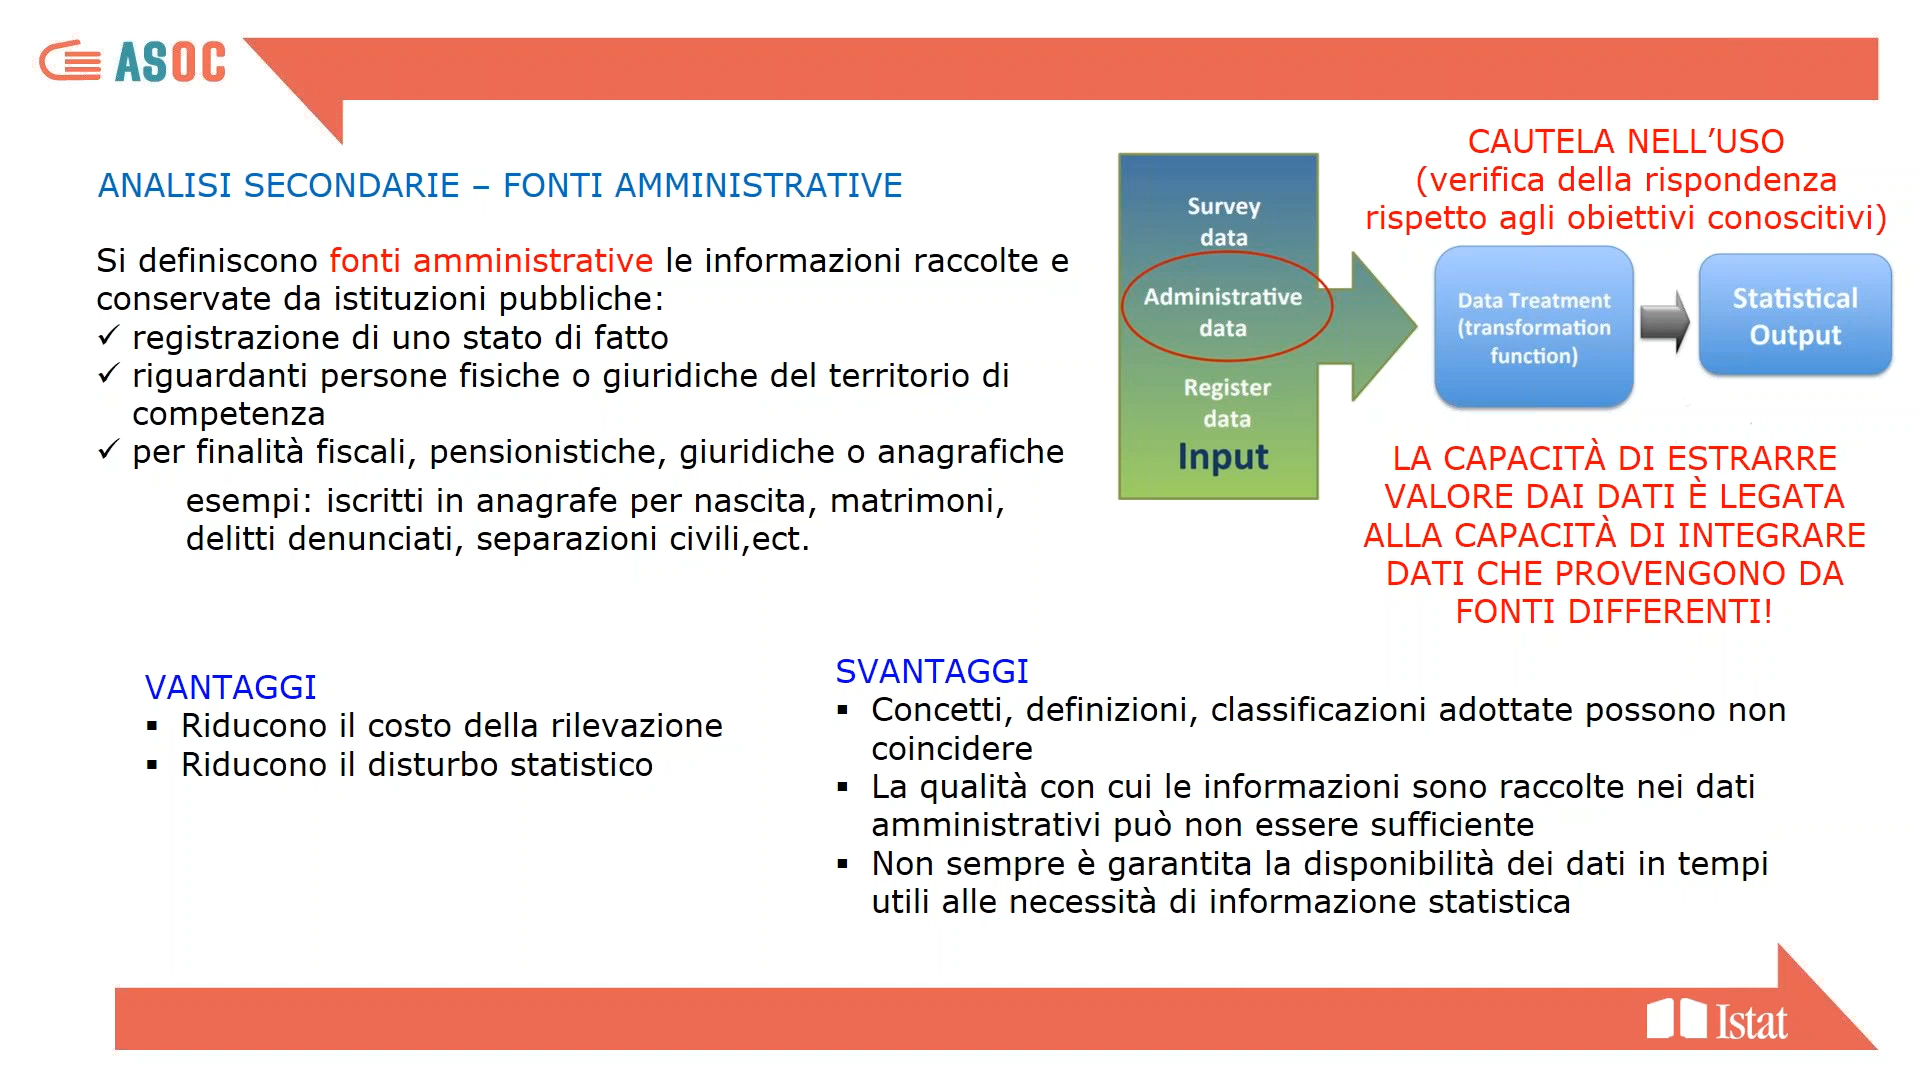 ASOC
ANALISI SECONDARIE – FONTI AMMINISTRATIVE
Si definiscono fonti amministrative le informazioni raccolte e
conservate da istituzioni pubbliche:
✓ registrazione di uno stato di fatto
✓ riguardanti persone fisiche o giuridiche del territorio di
competenza
✓ per finalità fiscali, pensionistiche, giuridiche o anagrafiche
esempi: iscritti in anagrafe per nascita, matrimoni,
delitti denunciati, separazioni civili,ect.
Survey
data
Administrative
data
Register
data
Input
CAUTELA NELL’USO
(verifica della rispondenza
rispetto agli obiettivi conoscitivi)
Data Treatment
(transformation
function)
Statistical
Output
LA CAPACITÀ DI ESTRARRE
VALORE DAI DATI È LEGATA
ALLA CAPACITÀ DI INTEGRARE
DATI CHE PROVENGONO DA
FONTI DIFFERENTI!
VANTAGGI
▪ Riducono il costo della rilevazione
▪ Riducono il disturbo statistico
SVANTAGGI
▪ Concetti, definizioni, classificazioni adottate possono non
coincidere
▪ La qualità con cui le informazioni sono raccolte nei dati
amministrativi può non essere sufficiente
▪ Non sempre è garantita la disponibilità dei dati in tempi
utili alle necessità di informazione statistica
Istat